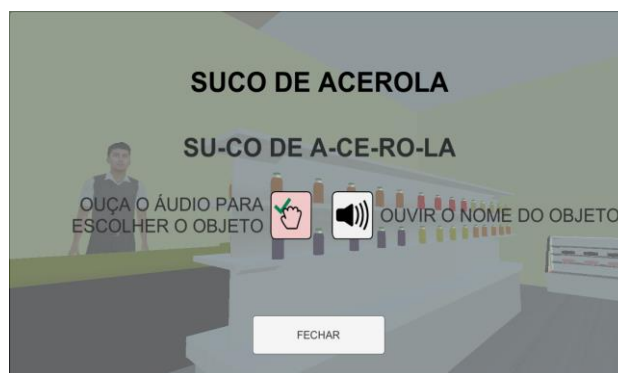 SUCO DE ACEROLA
SU-CO DE A-CE-RO-LA
OUÇA O ÁUDIO PARA
ESCOLHER O OBJETO
OUVIR O NOME DO OBJETO
FECHAR